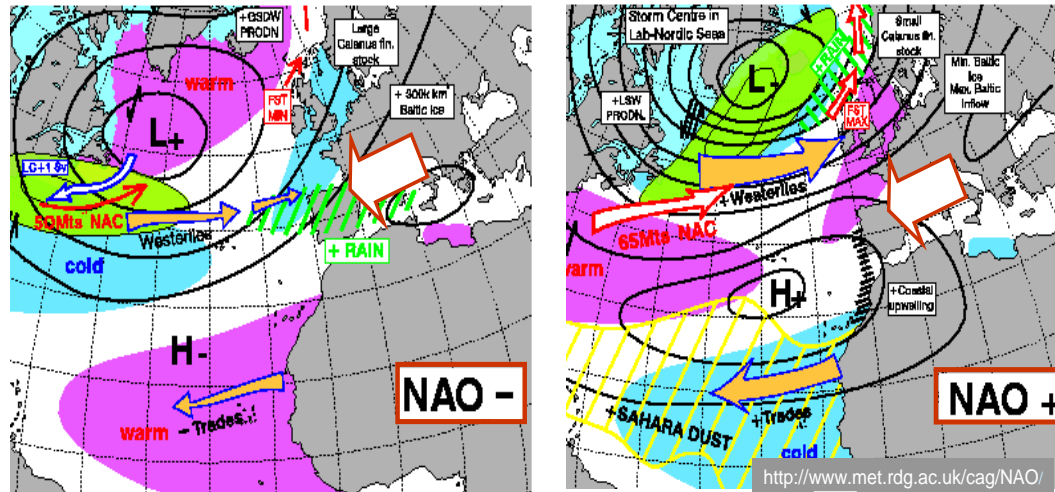 +GSDW
PRODN
Large
Calanus fin.
stock
warm
FST
MIN
+ 300k km²
Baltic Ice
L+
LC+1 Sv
50Mts NAC
Westerlies
cold
+ RAIN
H-
warm
- Trades
NAO -
Storm Centre in
Lab-Nordic Seas
Small
Calanus fin.
stock
+RAIN
L-
Min. Baltic
Ice
Max. Baltic
Inflow
+LSW
PRODN.
FST
MAX
+Westerlies
65Mts NAC
warm
H+
+Coastal
upwelling
+Trades
+SAHARA DUST
cold
NAO +
http://www.met.rdg.ac.uk/cag/NAO/